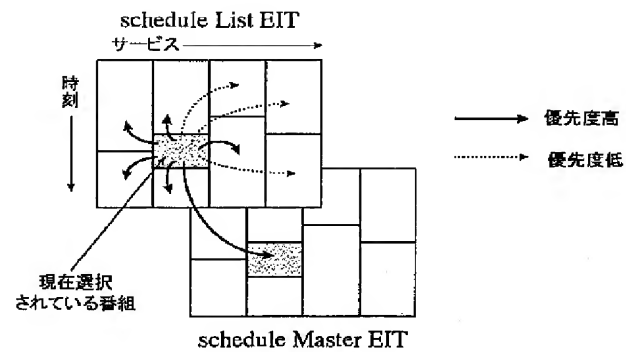 schedule List EIT
サービス
時刻
優先度高
優先度低
現在選択
されている番組
schedule Master EIT